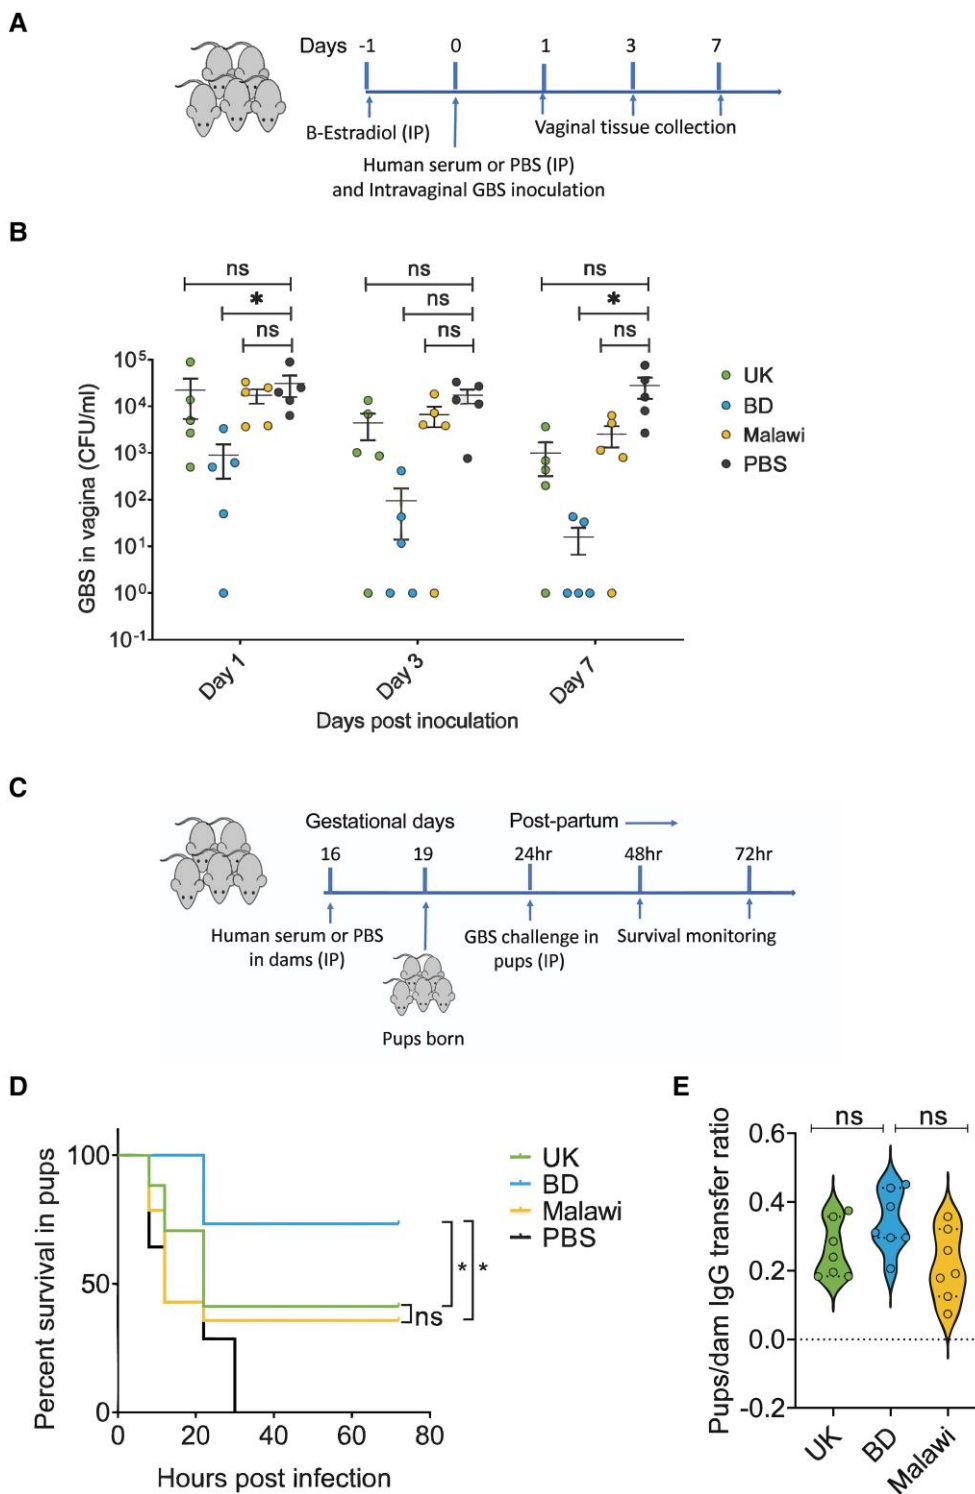 A
Days -1 0 1 3 7
B-Estradiol (IP)
Vaginal tissue collection
Human serum or PBS (IP)
and Intravaginal GBS inoculation
B
ns ns ns
* ns *
ns ns ns
GBS in vagina (CFU/ml)
10⁵
10⁴
10³
10²
10¹
10⁰
10⁻¹
UK
BD
Malawi
PBS
Day 1 Day 3 Day 7
Days post inoculation
C
Gestational days Post-partum
16 19 24hr 48hr 72hr
Human serum or PBS
in dams (IP)
GBS challenge in
pups (IP)
Survival monitoring
Pups born
D
Percent survival in pups
100
50
0
0 20 40 60 80
Hours post infection
UK
BD
Malawi
PBS
* *
ns
E
ns ns
Pups/dam IgG transfer ratio
0.6
0.4
0.2
0.0
-0.2
UK BD Malawi